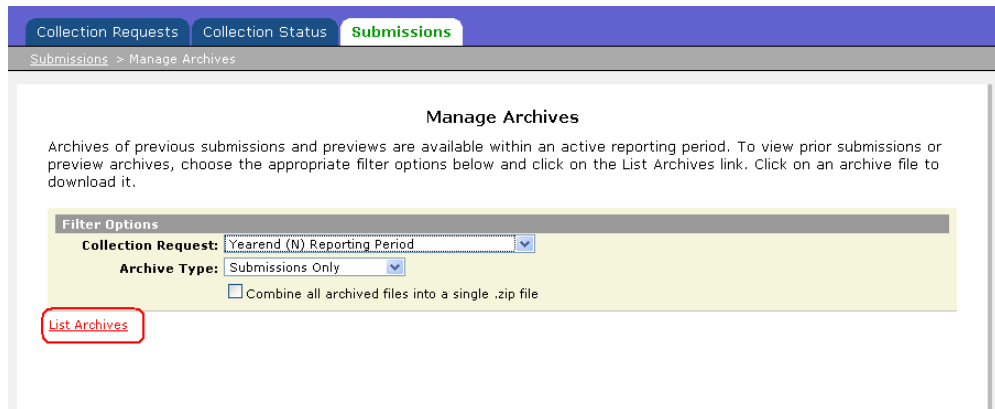 Collection Requests Collection Status Submissions
Submissions > Manage Archives
Manage Archives
Archives of previous submissions and previews are available within an active reporting period. To view prior submissions or
preview archives, choose the appropriate filter options below and click on the List Archives link. Click on an archive file to
download it.
Filter Options
Collection Request: Yearend (N) Reporting Period
Archive Type: Submissions Only
Combine all archived files into a single .zip file
List Archives